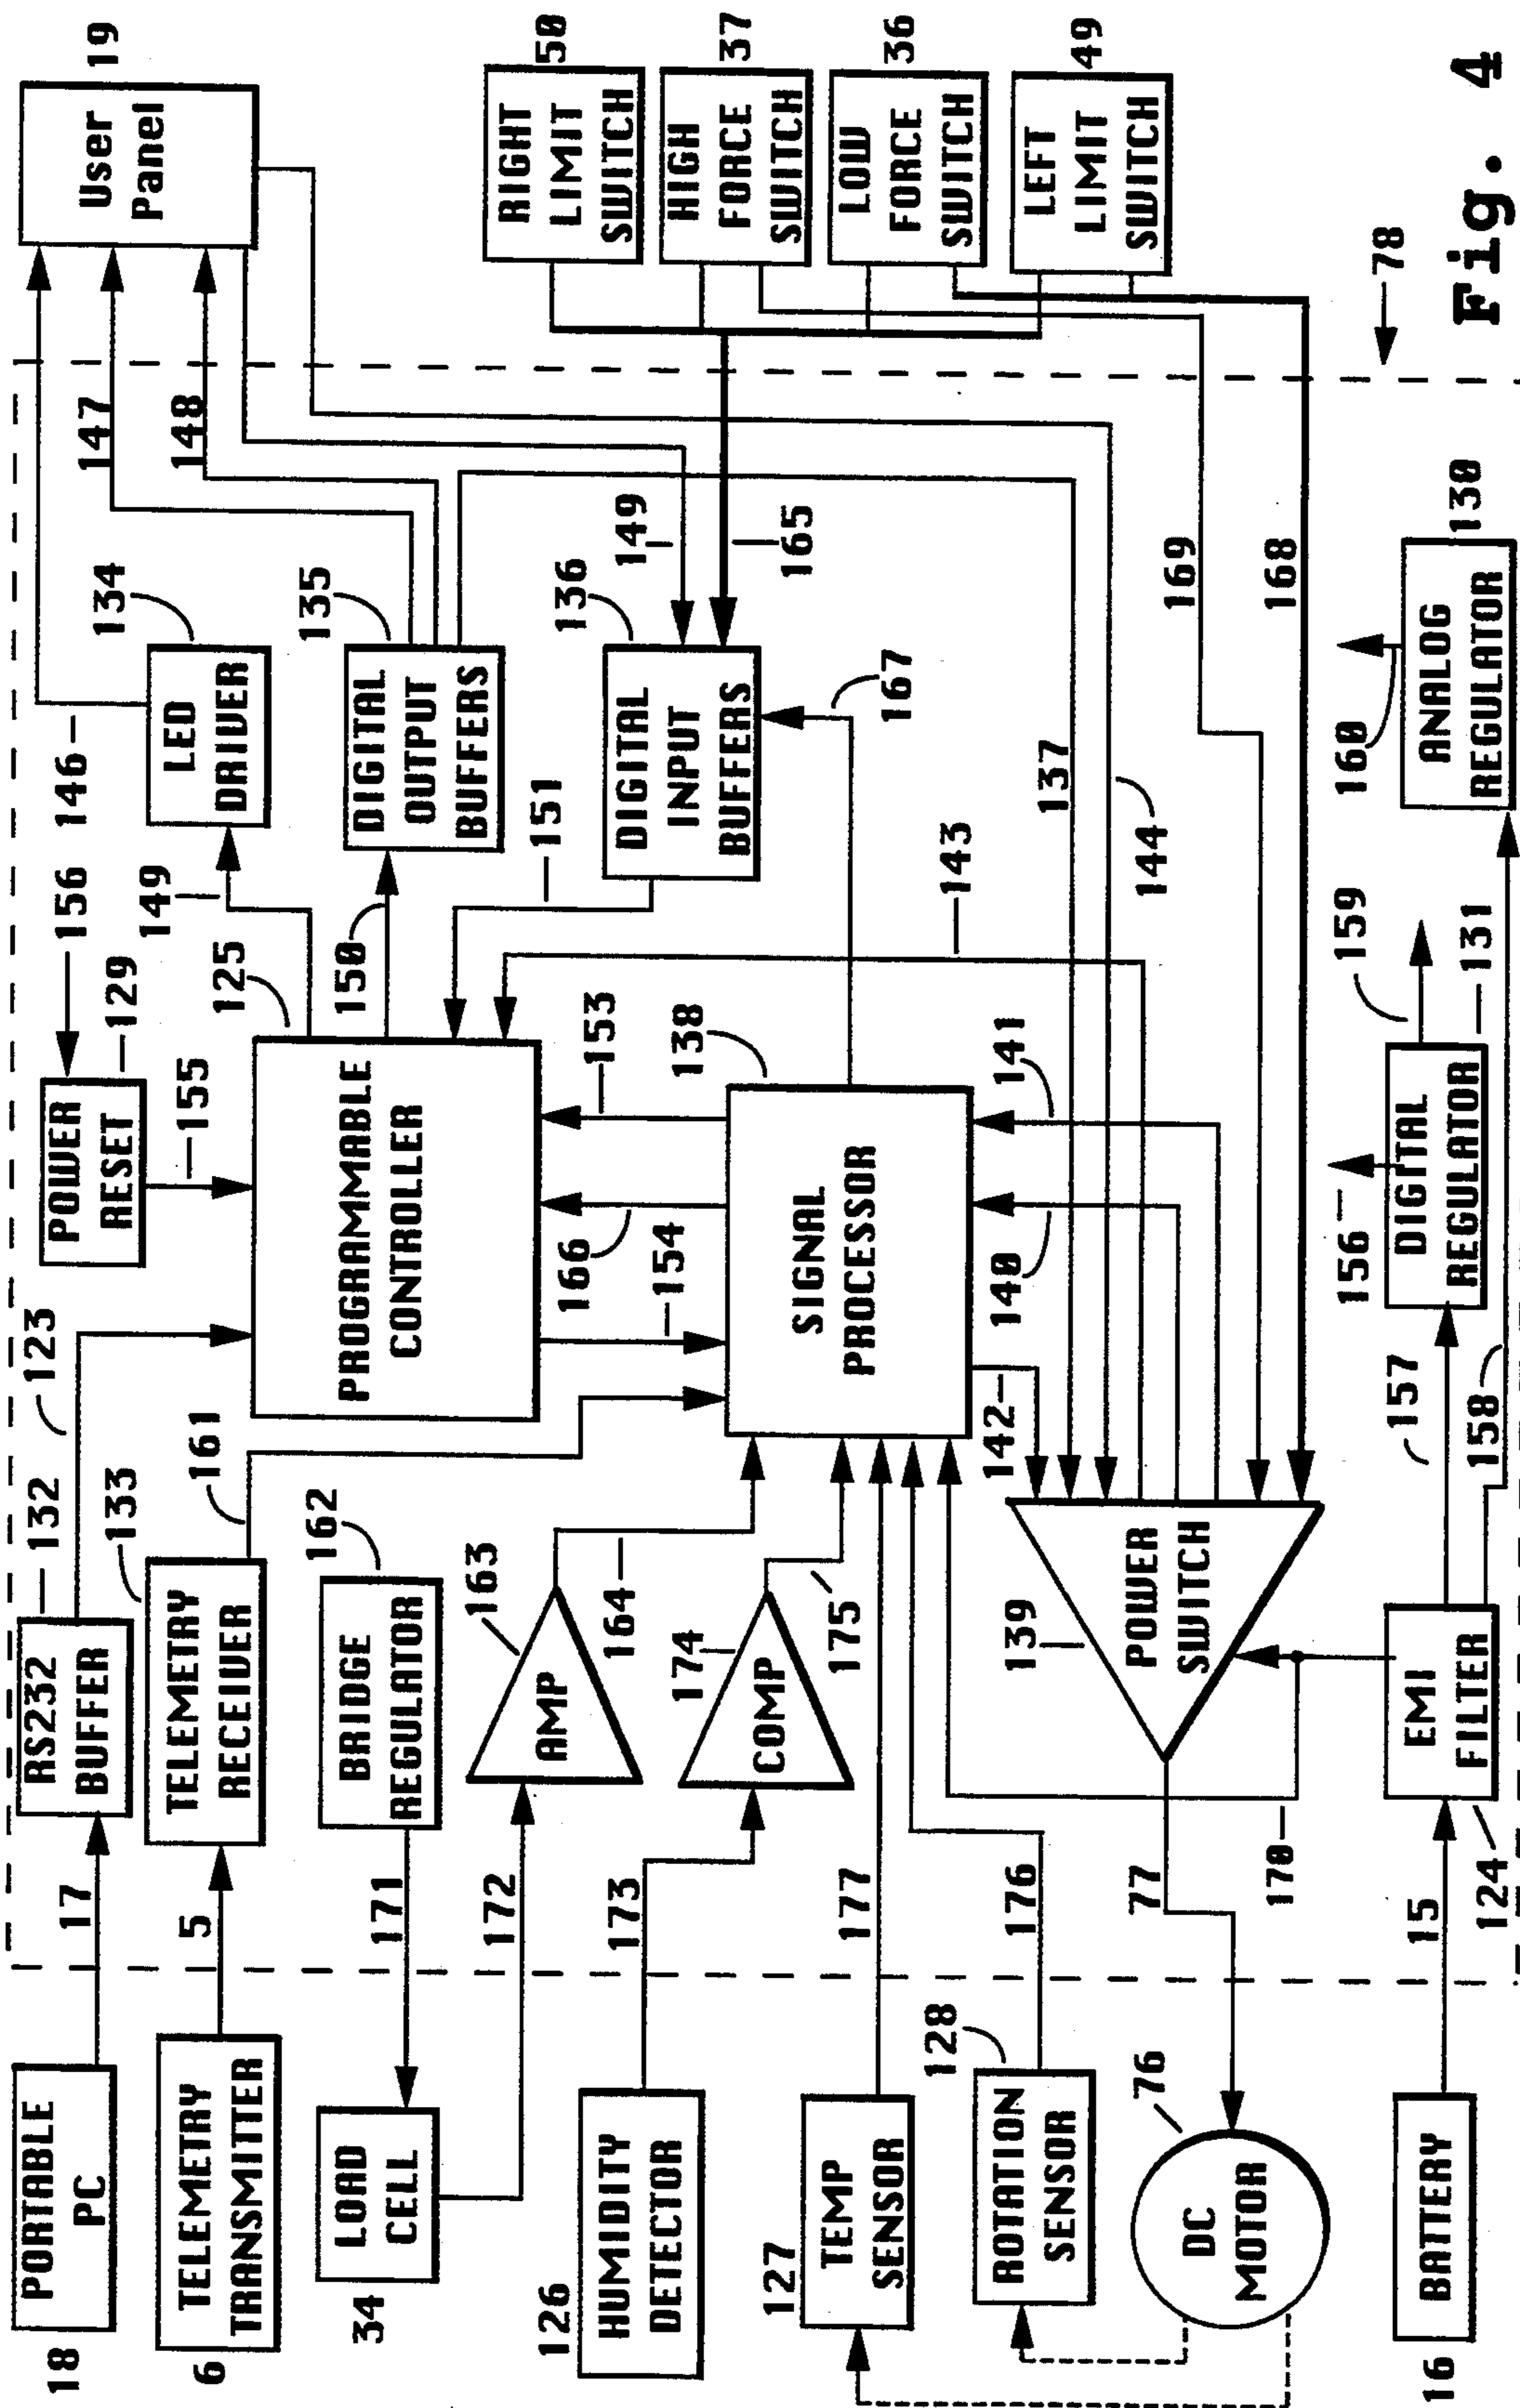 18
PORTABLE
PC
17
RS232
BUFFER
132
123
POWER
RESET
129
155
156
146
LED
DRIVER
134
149
147
148
User
Panel
19
6
TELEMETRY
TRANSMITTER
5
TELEMETRY
RECEIVER
133
161
PROGRAMMABLE
CONTROLLER
125
150
DIGITAL
OUTPUT
BUFFERS
135
34
LOAD
CELL
171
172
BRIDGE
REGULATOR
162
AMP
163
164
166
154
153
151
DIGITAL
INPUT
BUFFERS
136
149
165
167
RIGHT
LIMIT
SWITCH
50
HIGH
FORCE
SWITCH
37
LOW
FORCE
SWITCH
36
LEFT
LIMIT
SWITCH
49
126
HUMIDITY
DETECTOR
173
COMP
174
175
SIGNAL
PROCESSOR
138
143
137
144
127
TEMP
SENSOR
177
ROTATION
SENSOR
128
176
142
140
141
169
168
DC
MOTOR
76
77
170
POWER
SWITCH
139
16
BATTERY
15
EMI
FILTER
124
157
158
DIGITAL
REGULATOR
156
159
131
ANALOG
REGULATOR
160
130
78
Fig. 4